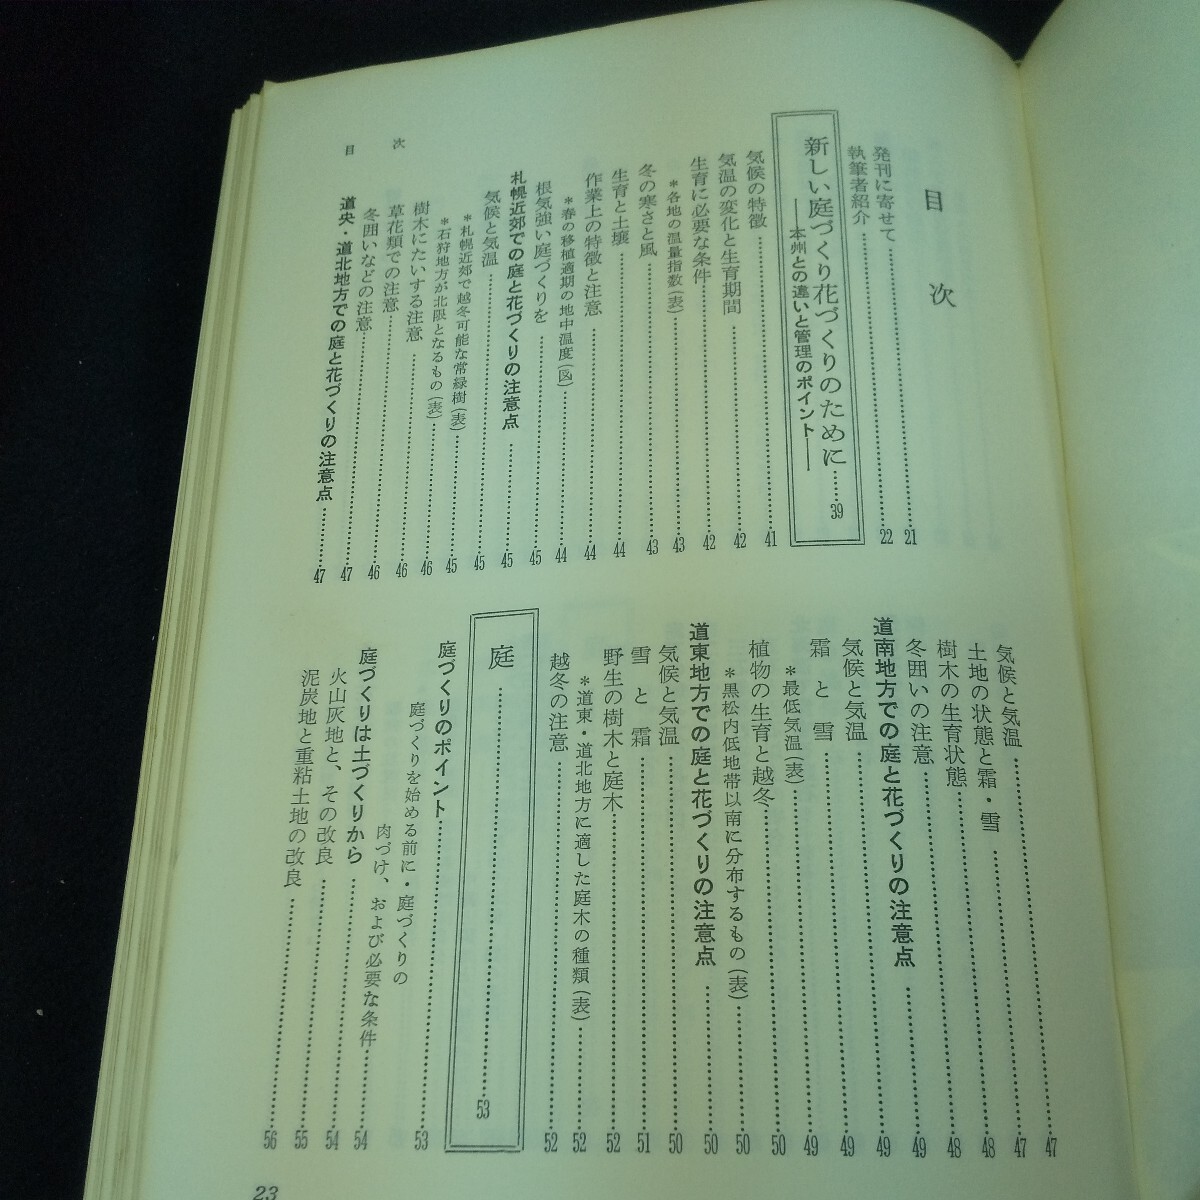 目次
発刊に寄せて……21
執筆者紹介……22
新しい庭づくり花づくりのために……39
――本州との違いと管理のポイント――
気候の特徴……41
気温の変化と生育期間……42
生育に必要な条件……42
*各地の温量指数(表)……43
冬の寒さと風……43
生育と土壌……44
作業上の特徴と注意……44
*春の移植適期の地中温度(図)……44
根気強い庭づくりを……45
札幌近郊での庭と花づくりの注意点……45
気候と気温……45
*札幌近郊で越冬可能な常緑樹(表)……45
*石狩地方が北限となるもの(表)……46
樹木にたいする注意……46
草花類での注意……46
冬囲いなどの注意……47
道央・道北地方での庭と花づくりの注意点……47
気候と気温……47
土地の状態と霜・雪……47
樹木の生育状態……48
冬囲いの注意……48
道南地方での庭と花づくりの注意点……49
気候と気温……49
霜と雪……49
*最低気温(表)……49
植物の生育と越冬……50
*黒松内低地帯以南に分布するもの(表)……50
道東地方での庭と花づくりの注意点……50
気候と気温……50
雪と霜……51
野生の樹木と庭木……52
*道東・道北地方に適した庭木の種類(表)……52
越冬の注意……52
庭……53
庭づくりのポイント……53
庭づくりを始める前に・庭づくりの
肉づけ、および必要な条件……54
庭づくりは土づくりから……54
火山灰地と、その改良……55
泥炭地と重粘土地の改良……56
目次
23